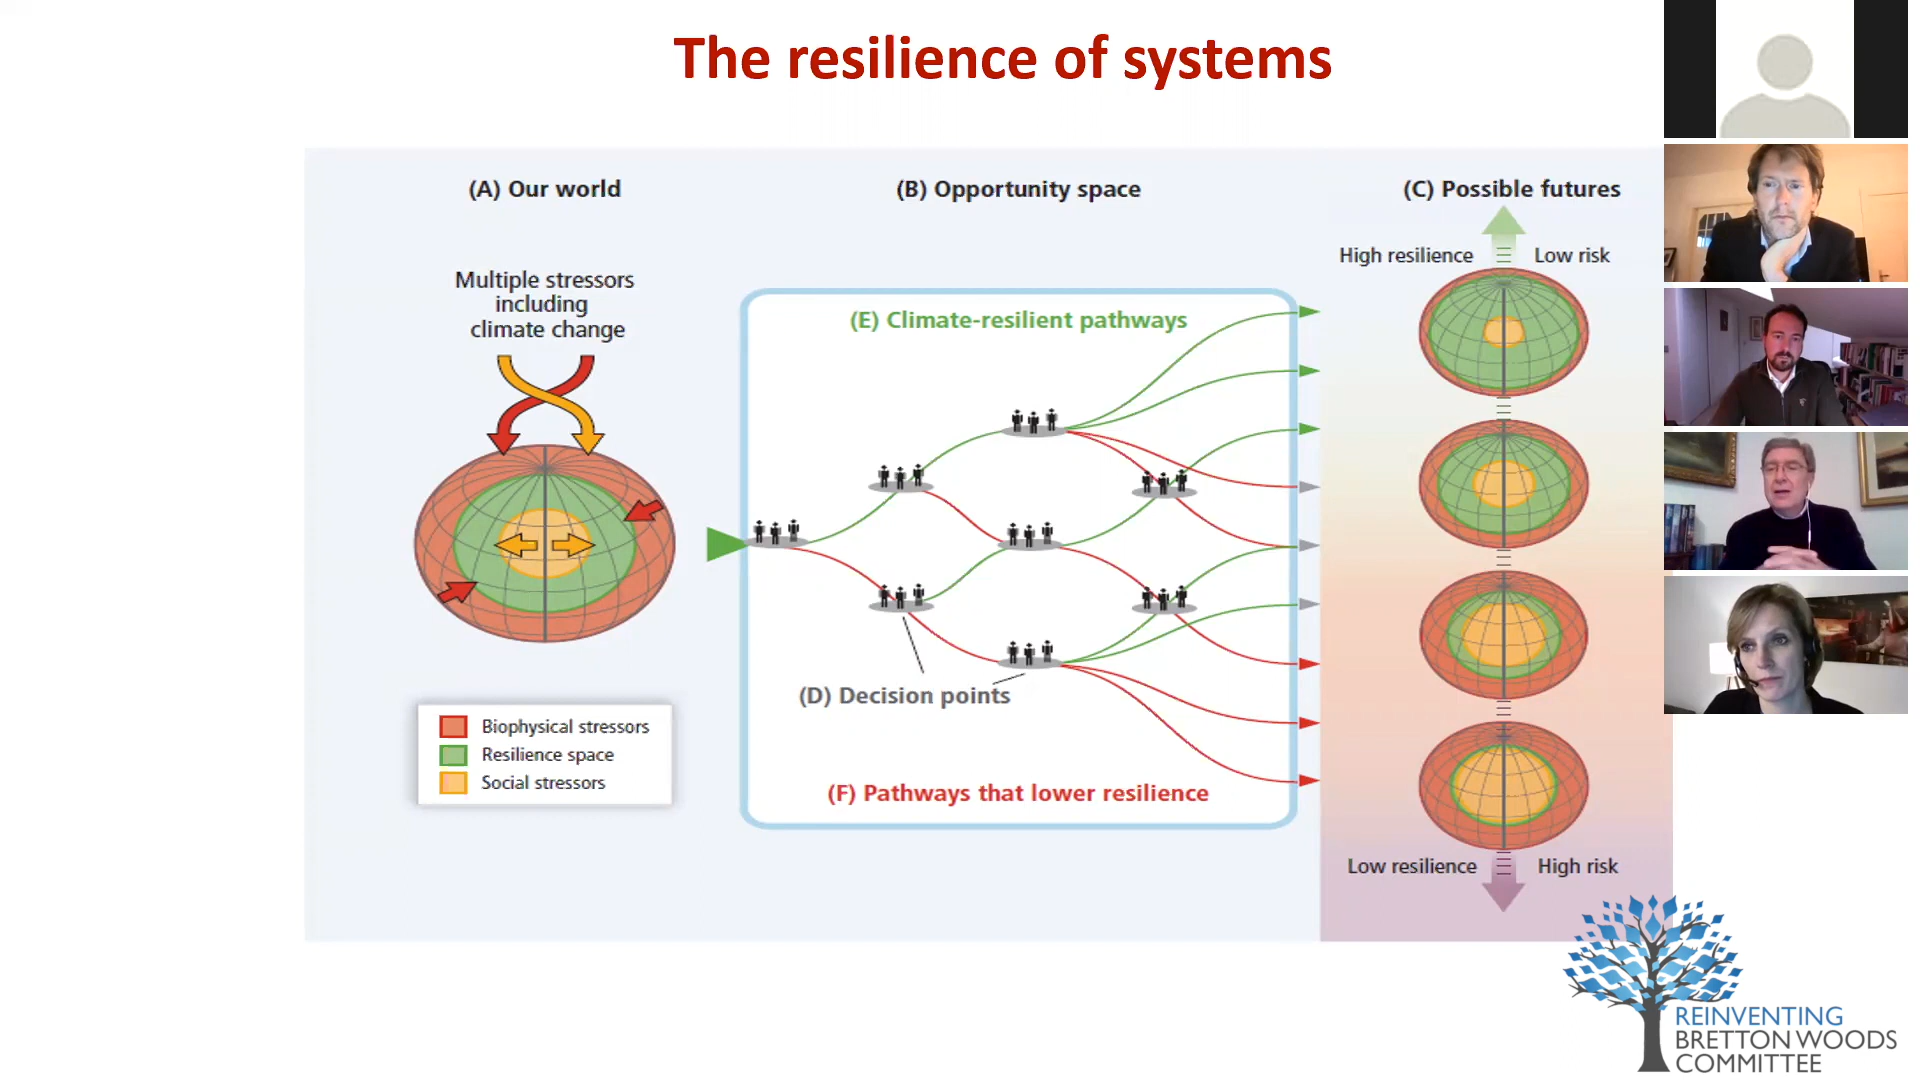 The resilience of systems
(A) Our world
(B) Opportunity space
(C) Possible futures
Multiple stressors
including
climate change
High resilience
Low risk
(E) Climate-resilient pathways
(D) Decision points
Biophysical stressors
Resilience space
Social stressors
(F) Pathways that lower resilience
Low resilience
High risk
REINVENTING
BRETTON WOODS
COMMITTEE